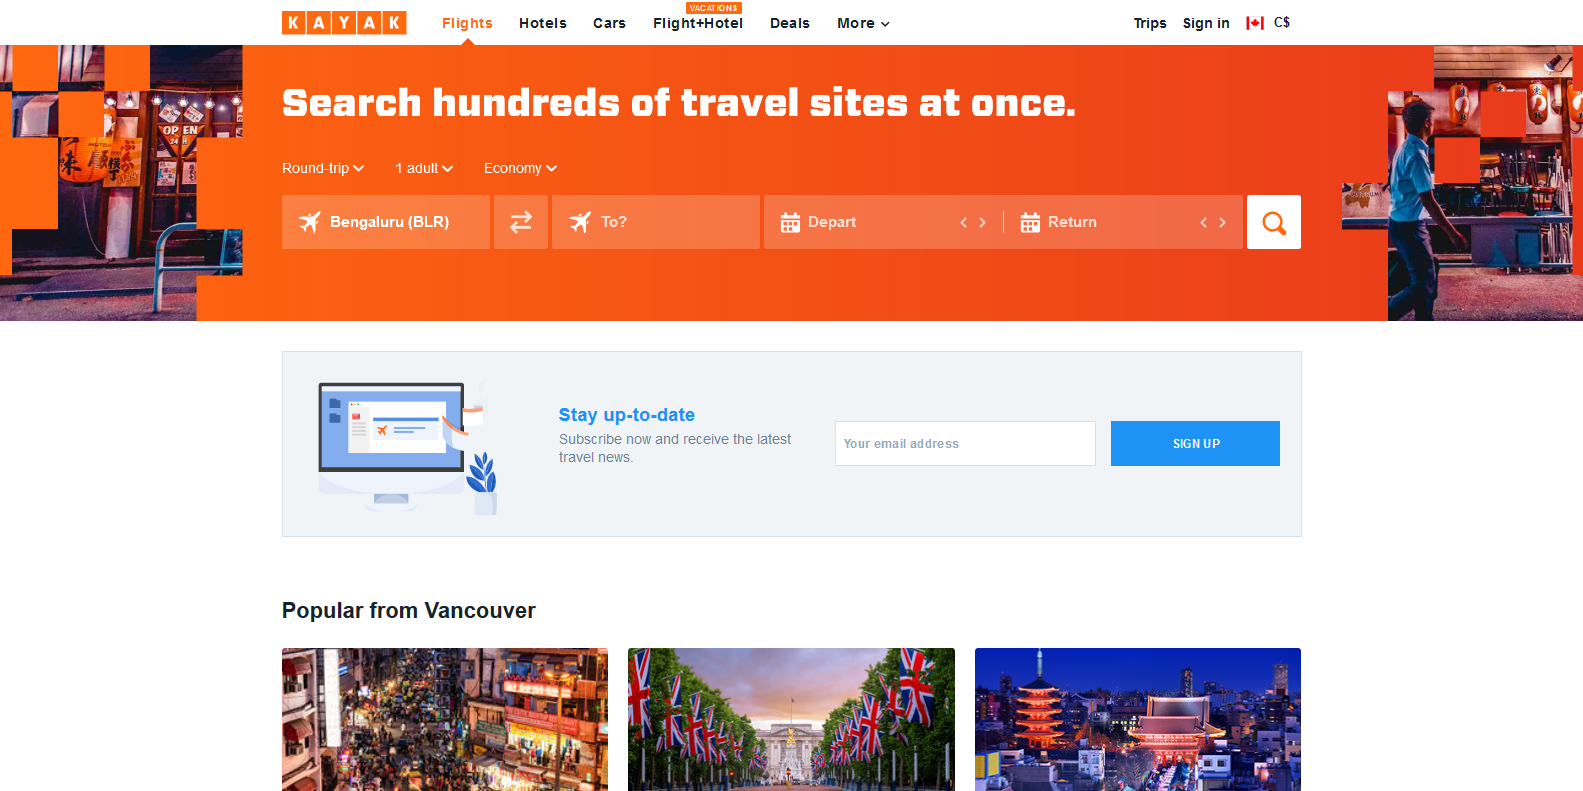 KAYAK
Flights
Hotels
Cars
VACATIONS
Flight+Hotel
Deals
More
Trips
Sign in
C$
OPEN
24H
Search hundreds of travel sites at once.
Round-trip
1 adult
Economy
Bengaluru (BLR)
To?
Depart
Return
Stay up-to-date
Subscribe now and receive the latest
travel news.
Your email address
SIGN UP
Popular from Vancouver